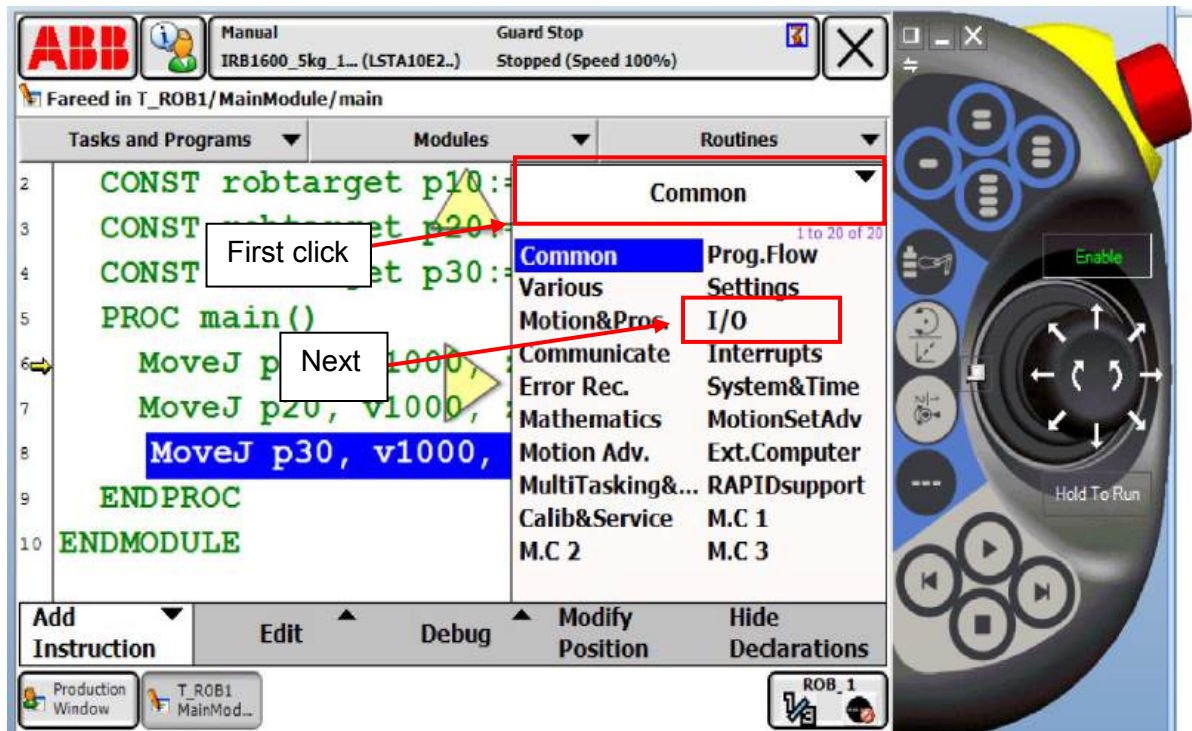 ABB
Manual
IRB1600_5kg_1... (LSTA10E2..)
Guard Stop
Stopped (Speed 100%)
Fareed in T_ROB1/MainModule/main
Tasks and Programs
Modules
Routines
2 CONST robtarget p10:=
3 CONST et p20:=
4 CONST et p30:=
5 PROC main()
6 MoveJ p 1000,
7 MoveJ p20, v1000,
8 MoveJ p30, v1000,
9 ENDPROC
10 ENDMODULE
First click
Next
Common
1 to 20 of 20
Common Prog.Flow
Various Settings
Motion&Proc. I/O
Communicate Interrupts
Error Rec. System&Time
Mathematics MotionSetAdv
Motion Adv. Ext.Computer
MultiTasking&... RAPIDsupport
Calib&Service M.C 1
M.C 2 M.C 3
Add
Instruction
Edit
Debug
Modify
Position
Hide
Declarations
Production
Window
T_ROB1
MainMod...
ROB_1
Enable
Hold To Run